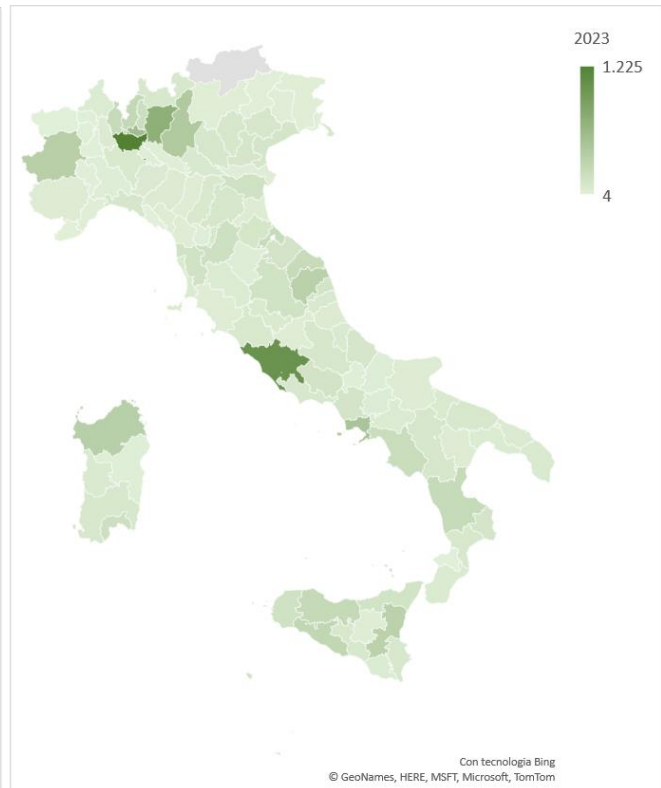 2023
1.225
4
Con tecnologia Bing
© GeoNames, HERE, MSFT, Microsoft, TomTom